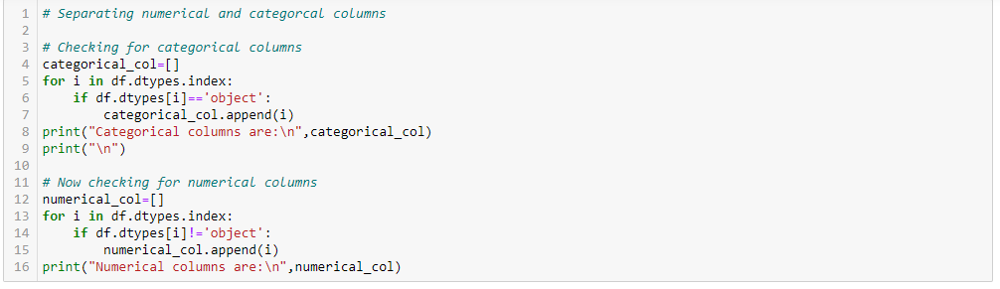 1 # Separating numerical and categorcal columns
2
3 # Checking for categorical columns
4 categorical_col=[]
5 for i in df.dtypes.index:
6     if df.dtypes[i]=='object':
7         categorical_col.append(i)
8 print("Categorical columns are:\n",categorical_col)
9 print("\n")
10
11 # Now checking for numerical columns
12 numerical_col=[]
13 for i in df.dtypes.index:
14     if df.dtypes[i]!='object':
15         numerical_col.append(i)
16 print("Numerical columns are:\n",numerical_col)